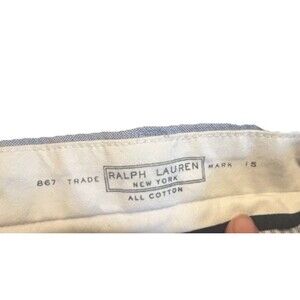 867 TRADE RALPH LAUREN MARK 15
NEW YORK
ALL COTTON